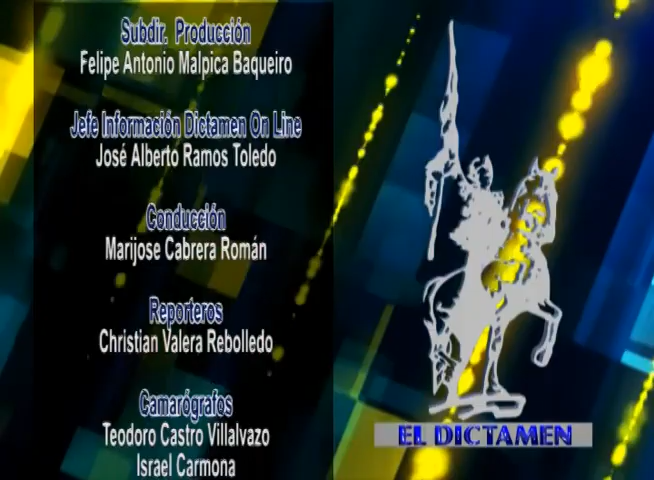 Subdir. Producción
Felipe Antonio Malpica Baqueiro
Jefe Información Dictamen On Line
José Alberto Ramos Toledo
Conducción
Marijose Cabrera Román
Reporteros
Christian Valera Rebolledo
Camarógrafos
Teodoro Castro Villalvazo
Israel Carmona
EL DICTAMEN